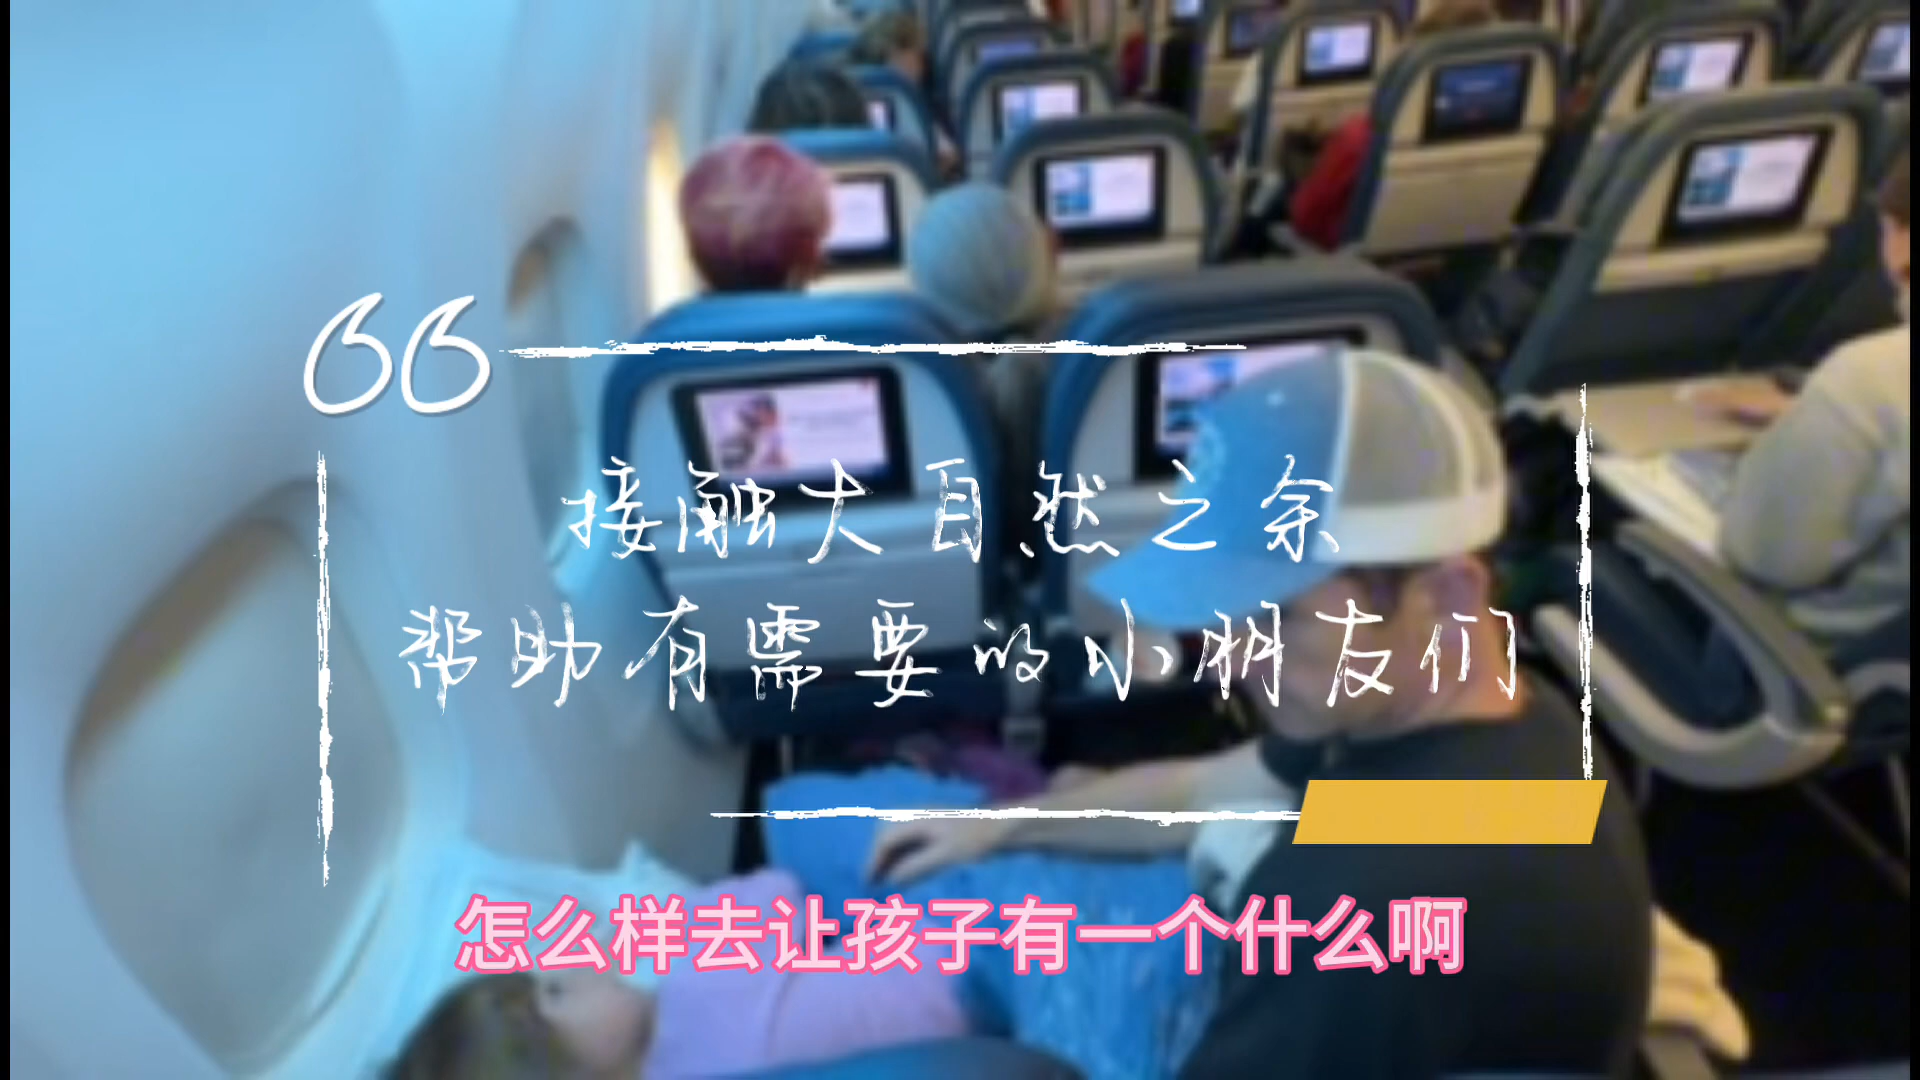 接触大自然之余
帮助有需要的小朋友们
怎么样去让孩子有一个什么啊